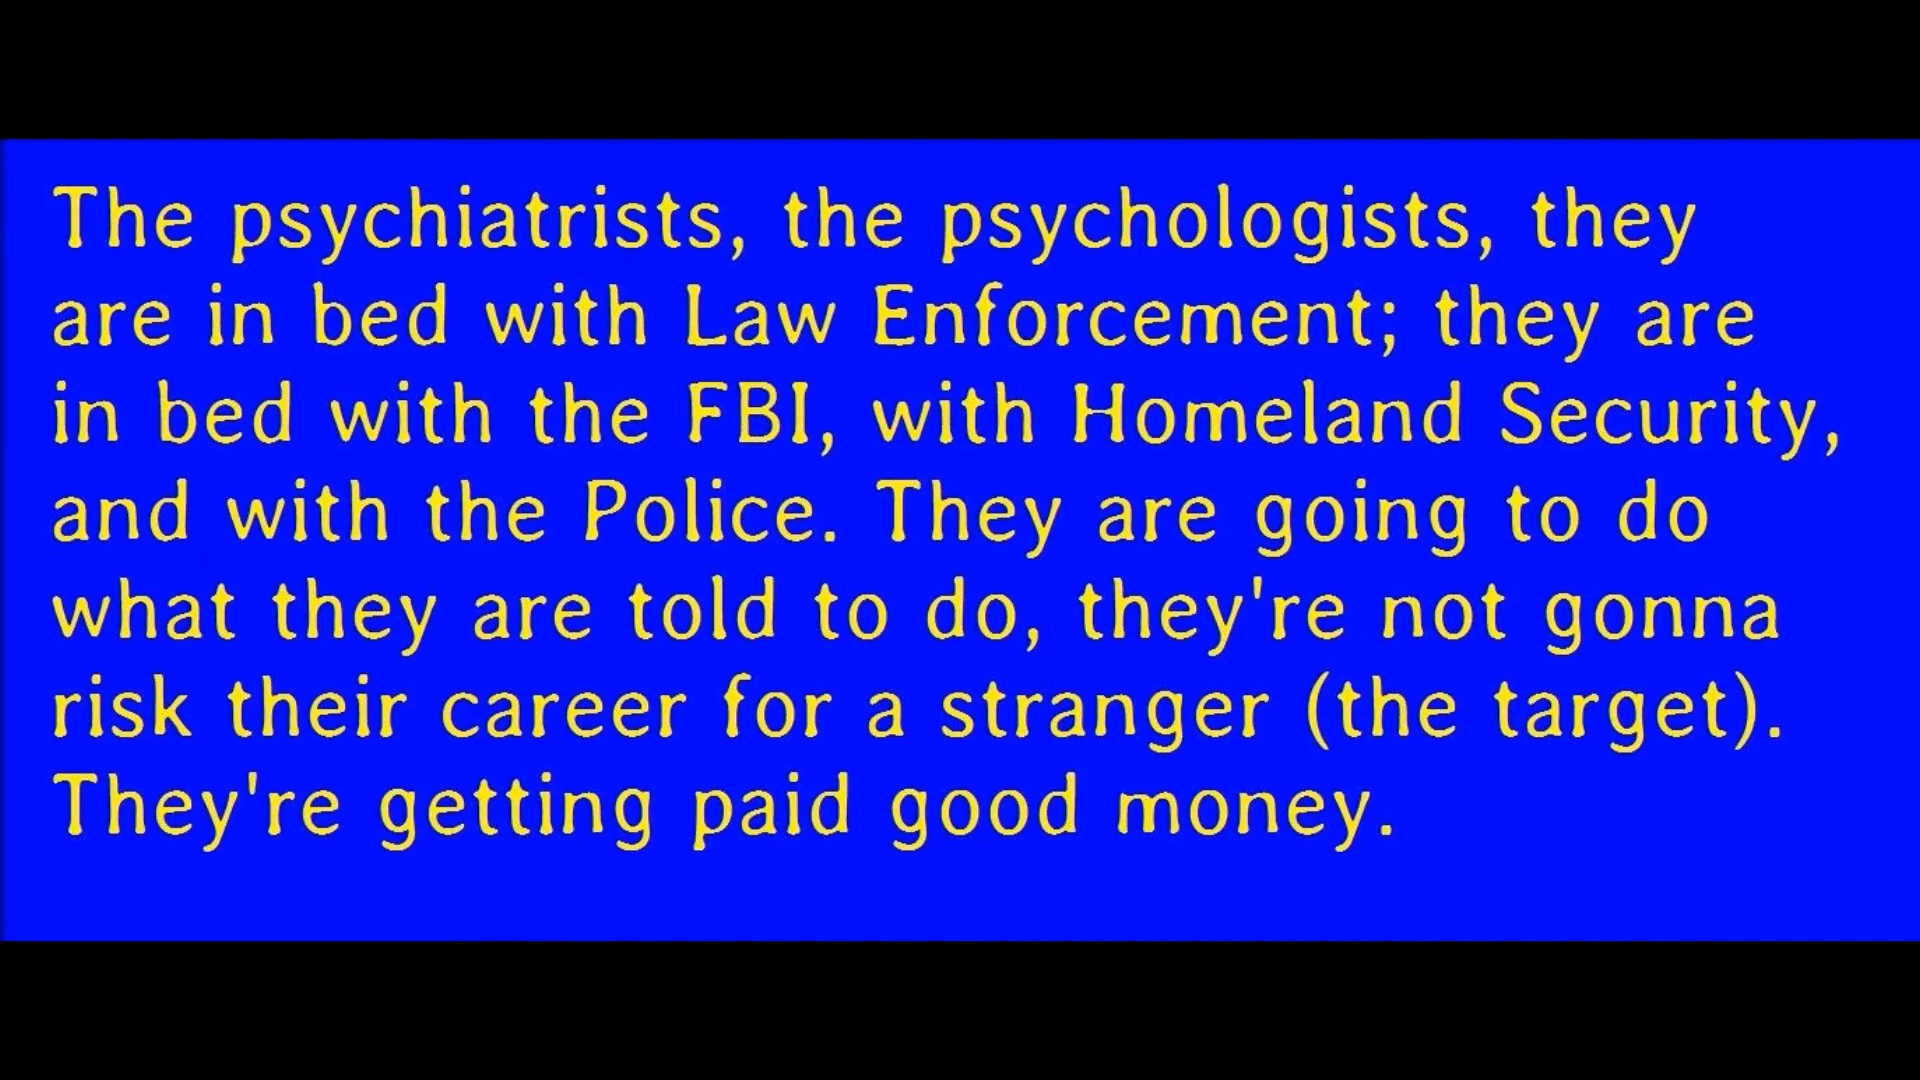 The psychiatrists, the psychologists, they
are in bed with Law Enforcement; they are
in bed with the FBI, with Homeland Security,
and with the Police. They are going to do
what they are told to do, they're not gonna
risk their career for a stranger (the target).
They're getting paid good money.